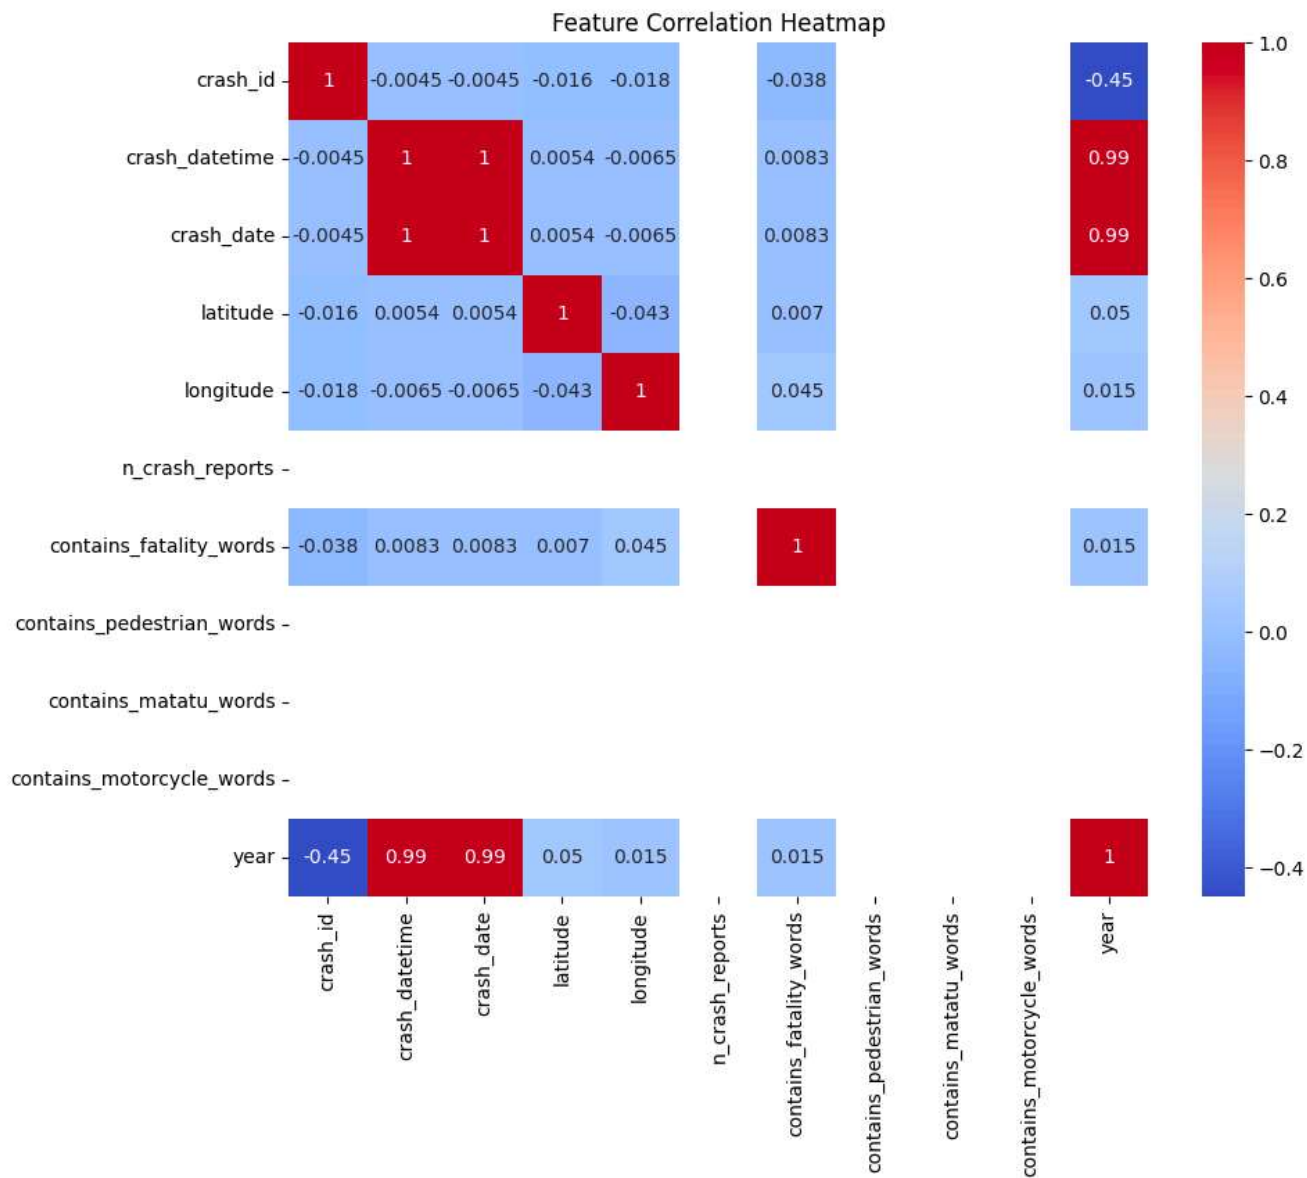 Feature Correlation Heatmap
crash_id 1 -0.0045 -0.0045 -0.016 -0.018 -0.038 -0.45
crash_datetime -0.0045 1 1 0.0054 -0.0065 0.0083 0.99
crash_date -0.0045 1 1 0.0054 -0.0065 0.0083 0.99
latitude -0.016 0.0054 0.0054 1 -0.043 0.007 0.05
longitude -0.018 -0.0065 -0.0065 -0.043 1 0.045 0.015
n_crash_reports
contains_fatality_words -0.038 0.0083 0.0083 0.007 0.045 1 0.015
contains_pedestrian_words
contains_matatu_words
contains_motorcycle_words
year -0.45 0.99 0.99 0.05 0.015 0.015 1
crash_id
crash_datetime
crash_date
latitude
longitude
n_crash_reports
contains_fatality_words
contains_pedestrian_words
contains_matatu_words
contains_motorcycle_words
year
1.0
0.8
0.6
0.4
0.2
0.0
−0.2
−0.4